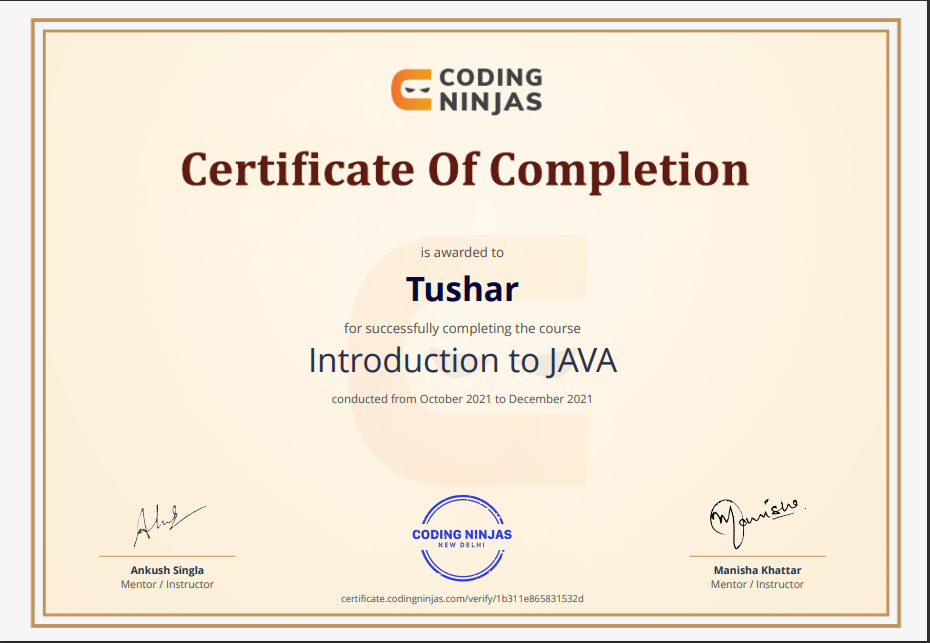 CODING
NINJAS
Certificate Of Completion
is awarded to
Tushar
for successfully completing the course
Introduction to JAVA
conducted from October 2021 to December 2021
Manisha
CODING NINJAS
NEW DELHI
Ankush Singla
Mentor / Instructor
Manisha Khattar
Mentor / Instructor
certificate.codingninjas.com/verify/1b311e865831532d